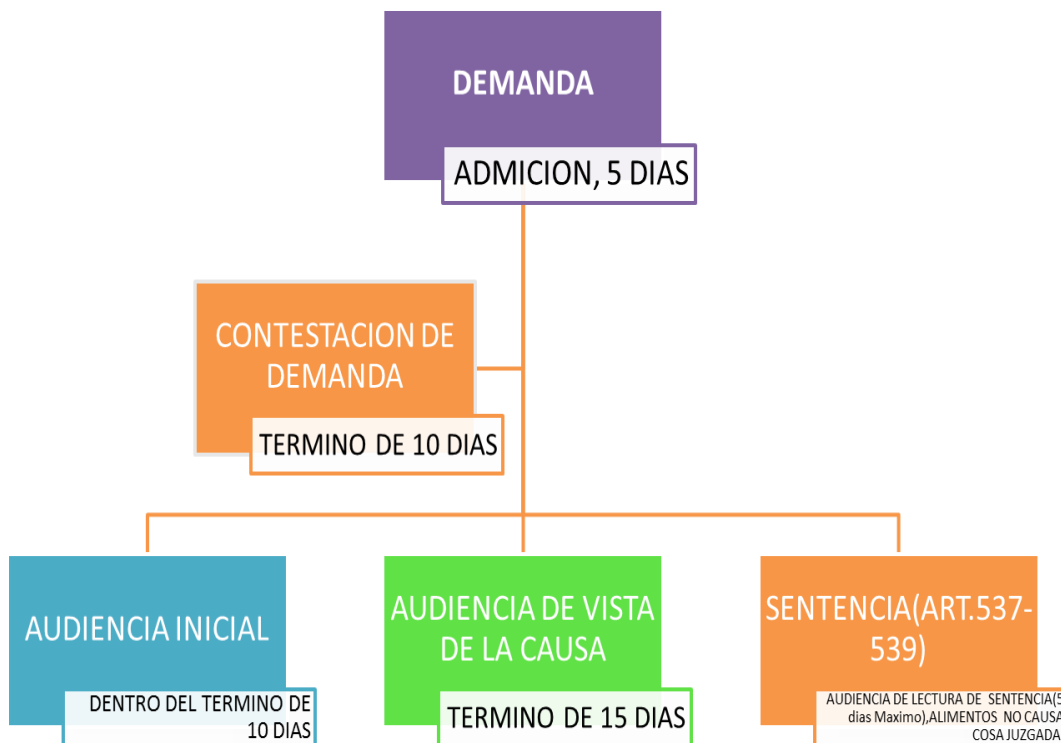 DEMANDA
ADMICION, 5 DIAS
CONTESTACION DE
DEMANDA
TERMINO DE 10 DIAS
AUDIENCIA INICIAL
DENTRO DEL TERMINO DE
10 DIAS
AUDIENCIA DE VISTA
DE LA CAUSA
TERMINO DE 15 DIAS
SENTENCIA(ART.537-
539)
AUDIENCIA DE LECTURA DE SENTENCIA(5
dias Maximo),ALIMENTOS NO CAUSA
COSA JUZGADA